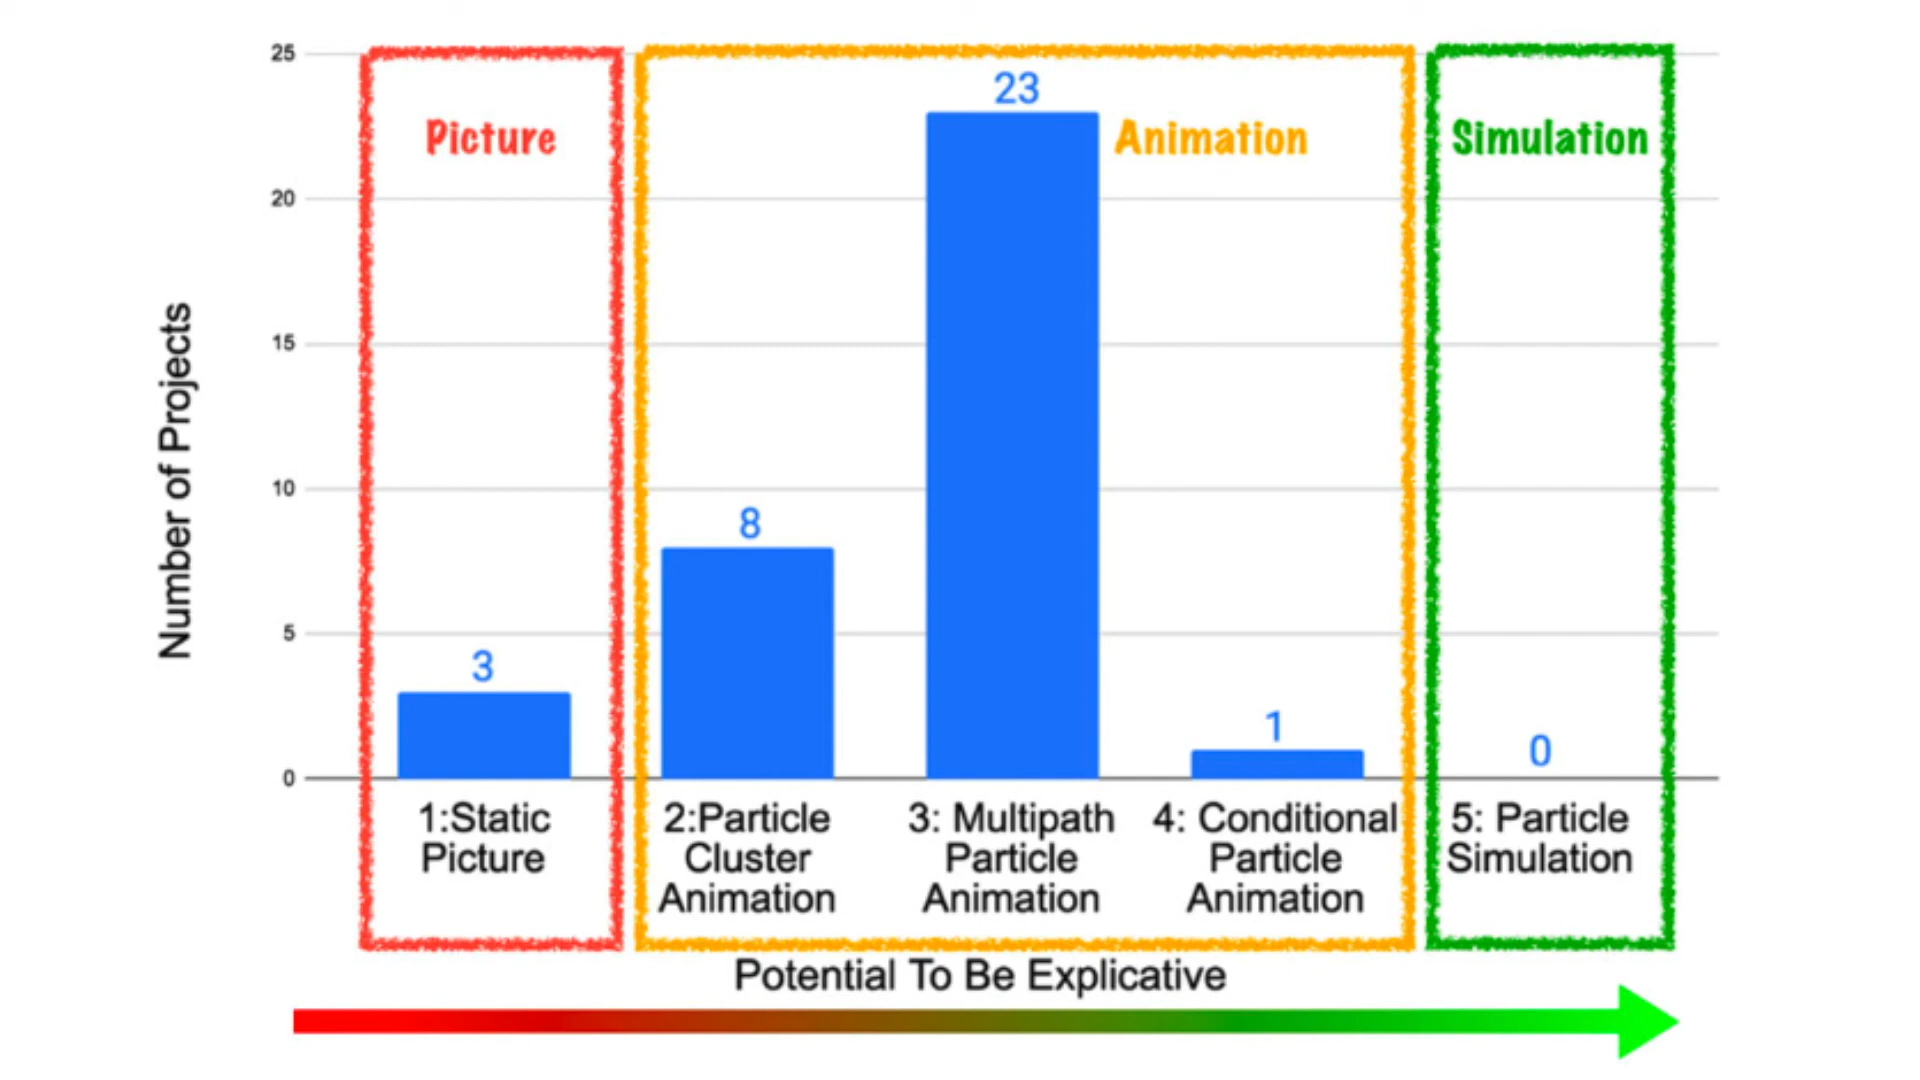 25
20
15
10
5
0
Number of Projects
Picture
Animation
Simulation
3
8
23
1
0
1:Static
Picture
2:Particle
Cluster
Animation
3: Multipath
Particle
Animation
4: Conditional
Particle
Animation
5: Particle
Simulation
Potential To Be Explicative